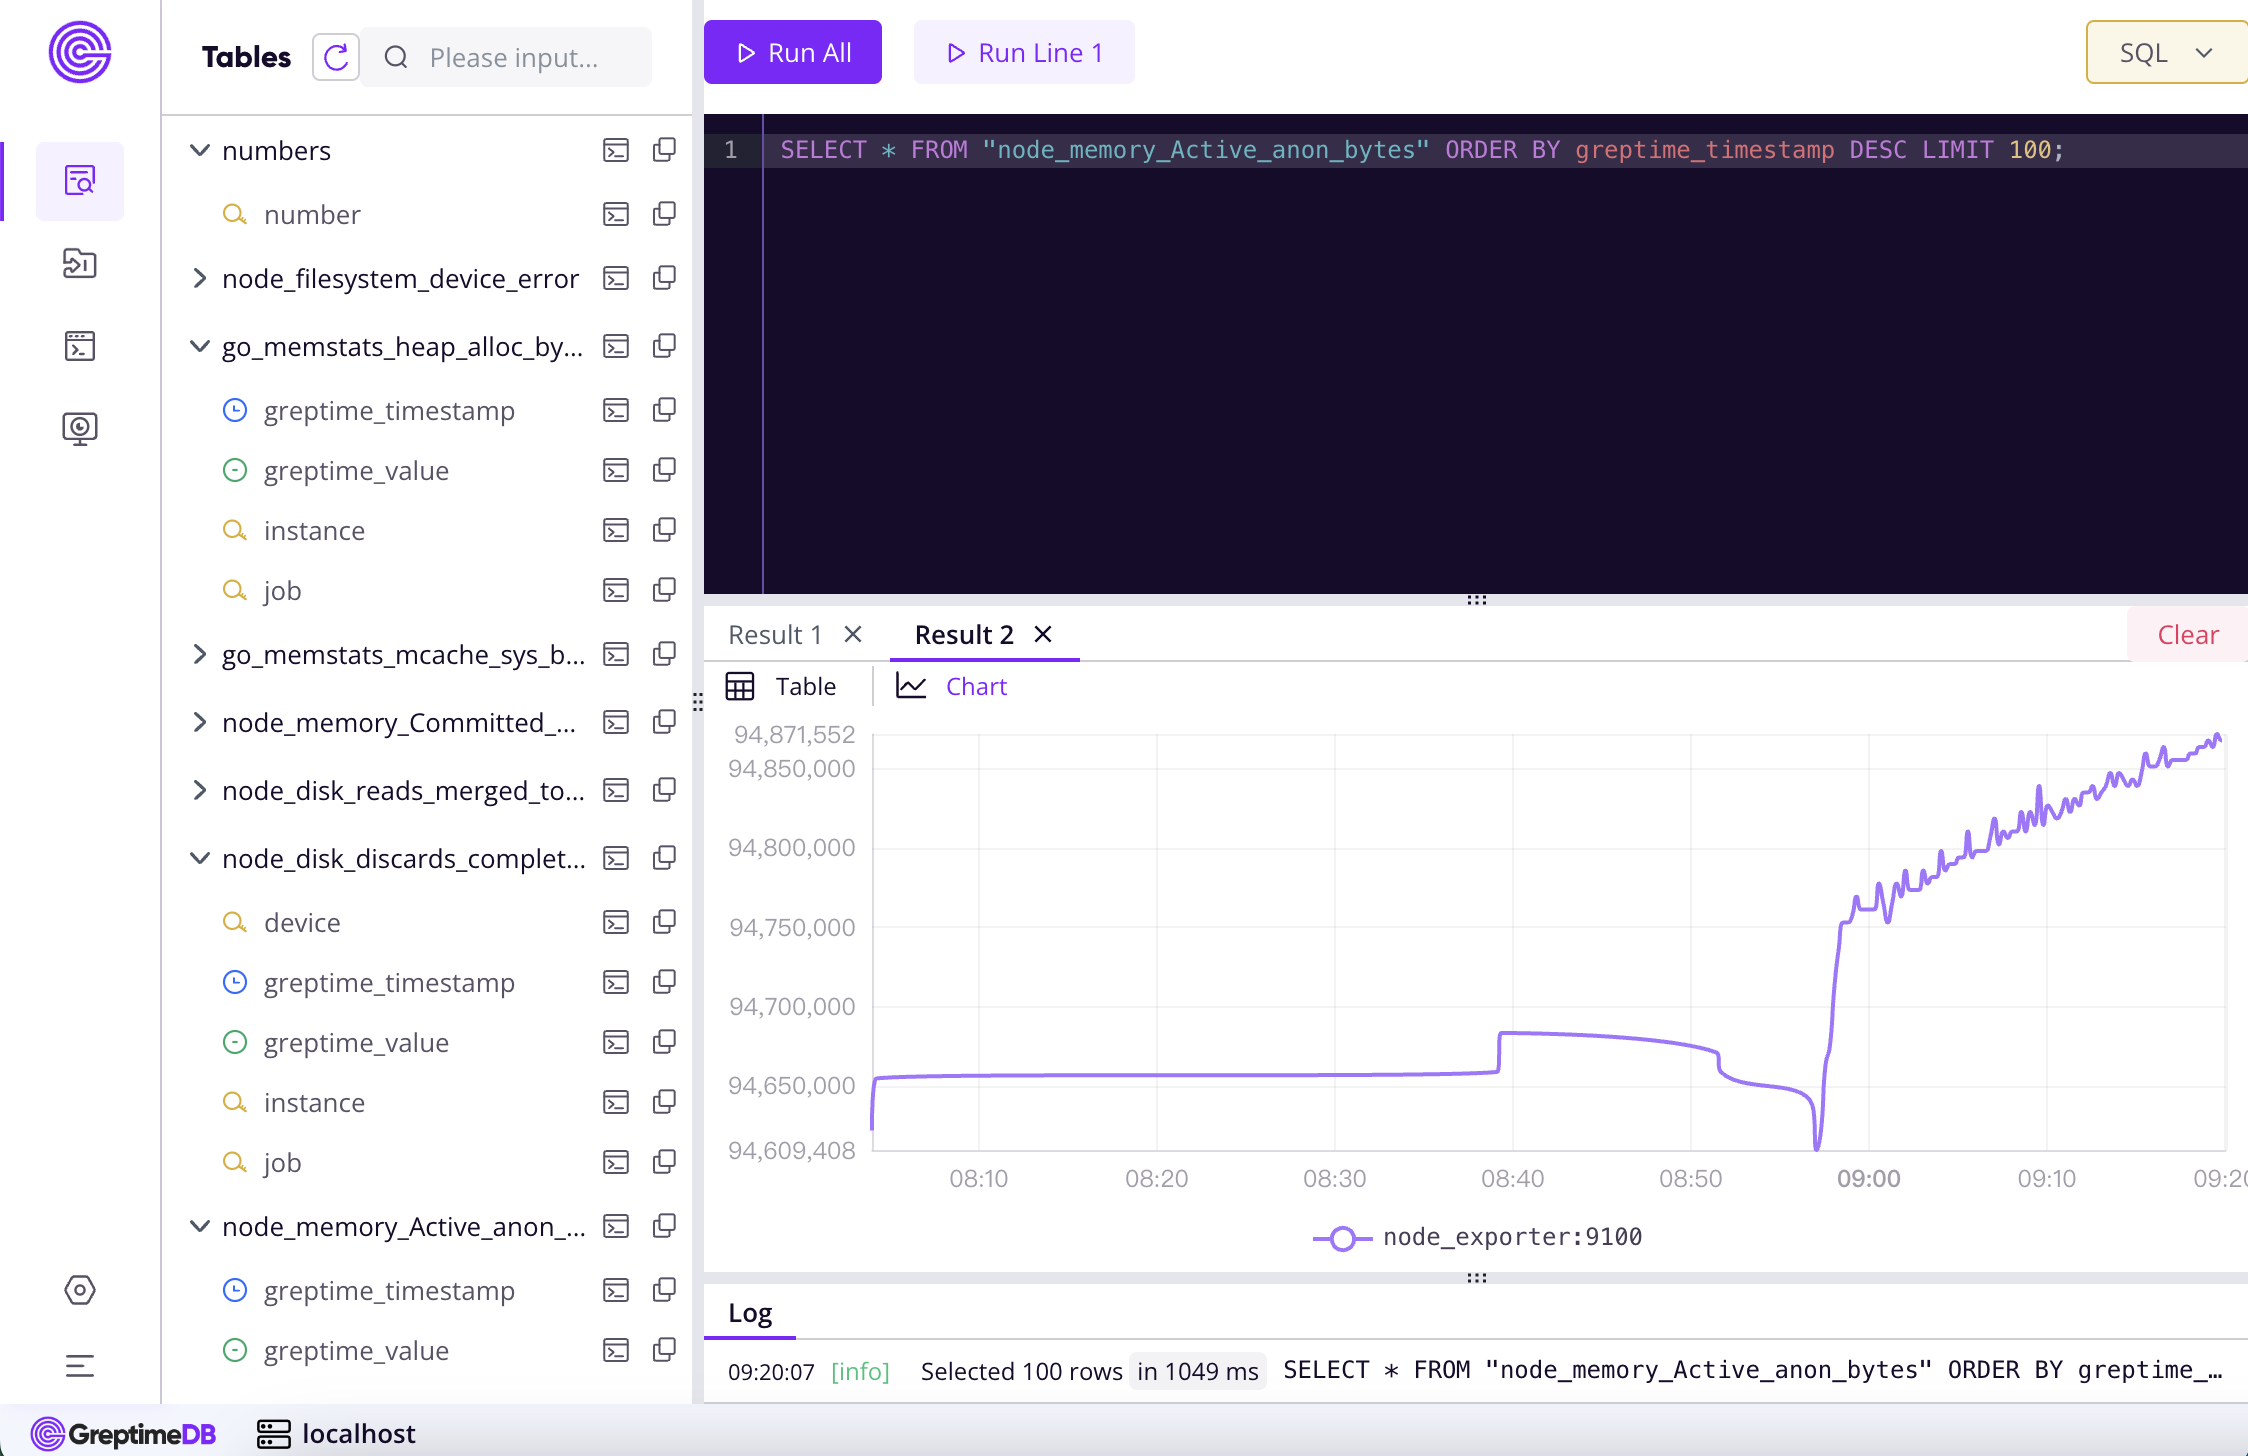 Tables
Please input...
numbers
number
node_filesystem_device_error
go_memstats_heap_alloc_by...
greptime_timestamp
greptime_value
instance
job
go_memstats_mcache_sys_b...
node_memory_Committed_...
node_disk_reads_merged_to...
node_disk_discards_complet...
device
greptime_timestamp
greptime_value
instance
job
node_memory_Active_anon_...
greptime_timestamp
greptime_value
Run All
Run Line 1
SQL
1 SELECT * FROM "node_memory_Active_anon_bytes" ORDER BY greptime_timestamp DESC LIMIT 100;
Result 1
Result 2
Clear
Table
Chart
94,871,552
94,850,000
94,800,000
94,750,000
94,700,000
94,650,000
94,609,408
08:10 08:20 08:30 08:40 08:50 09:00 09:10 09:20
node_exporter:9100
Log
09:20:07 [info] Selected 100 rows in 1049 ms SELECT * FROM "node_memory_Active_anon_bytes" ORDER BY greptime_…
GreptimeDB
localhost